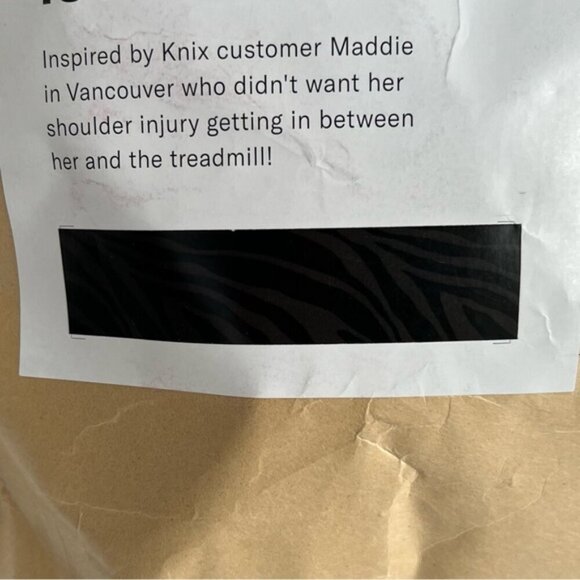 Inspired by Knix customer Maddie
in Vancouver who didn't want her
shoulder injury getting in between
her and the treadmill!